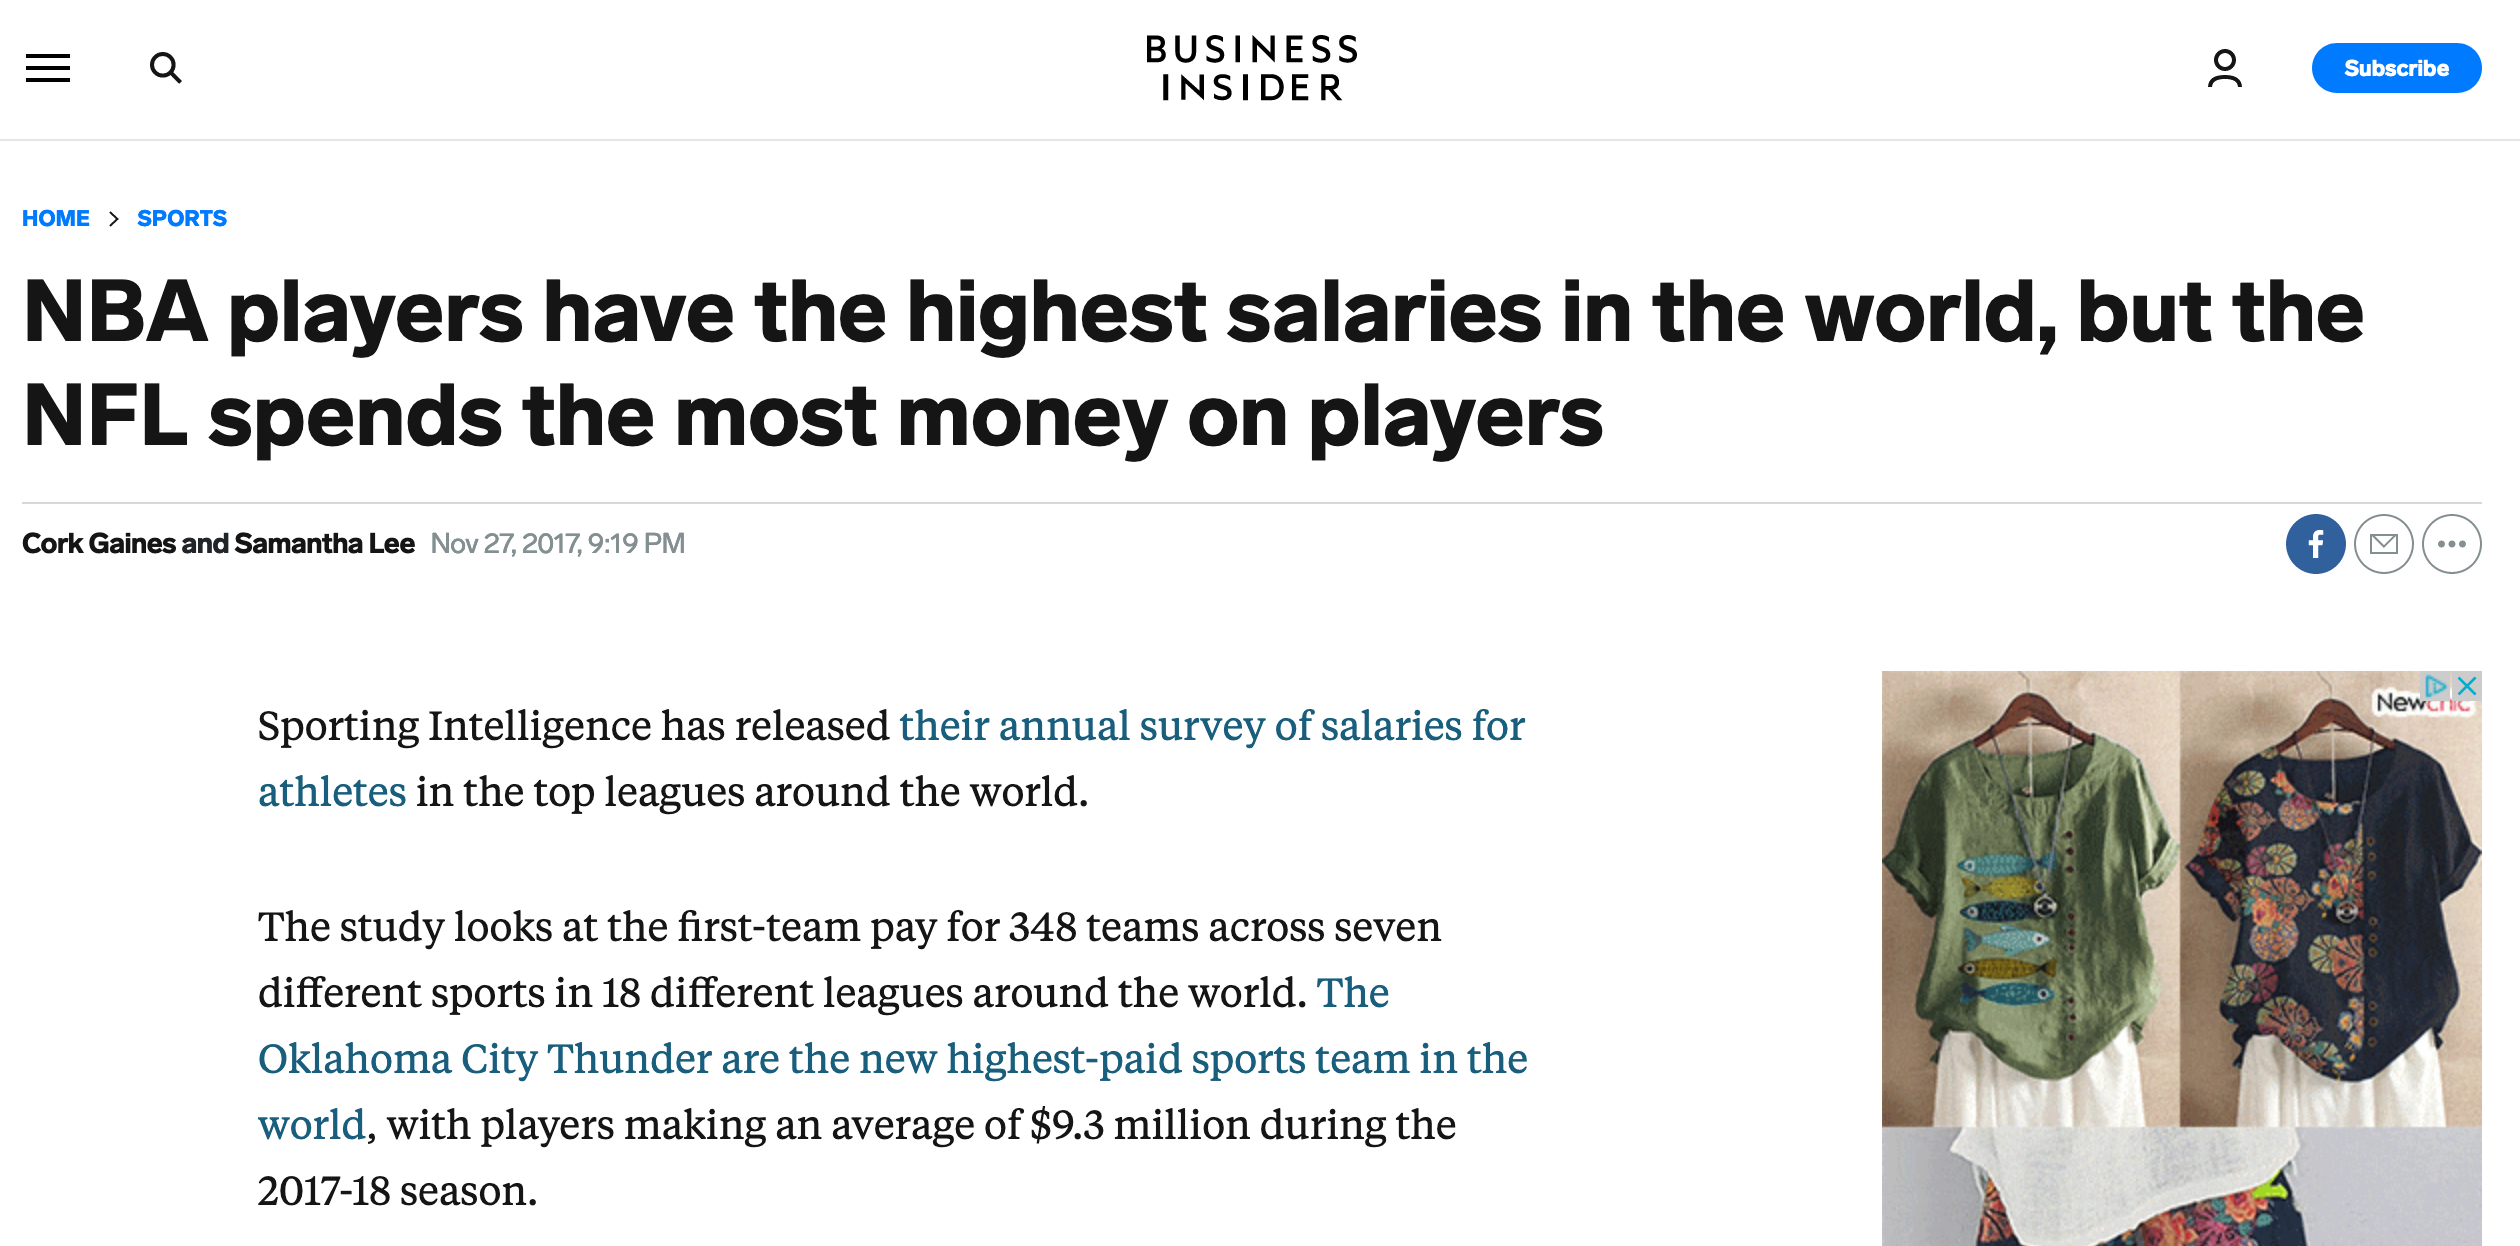 BUSINESS
INSIDER
Subscribe
HOME > SPORTS
NBA players have the highest salaries in the world, but the
NFL spends the most money on players
Cork Gaines and Samantha Lee Nov 27, 2017, 9:19 PM
Sporting Intelligence has released their annual survey of salaries for
athletes in the top leagues around the world.
The study looks at the first-team pay for 348 teams across seven
different sports in 18 different leagues around the world. The
Oklahoma City Thunder are the new highest-paid sports team in the
world, with players making an average of $9.3 million during the
2017-18 season.
Newchic